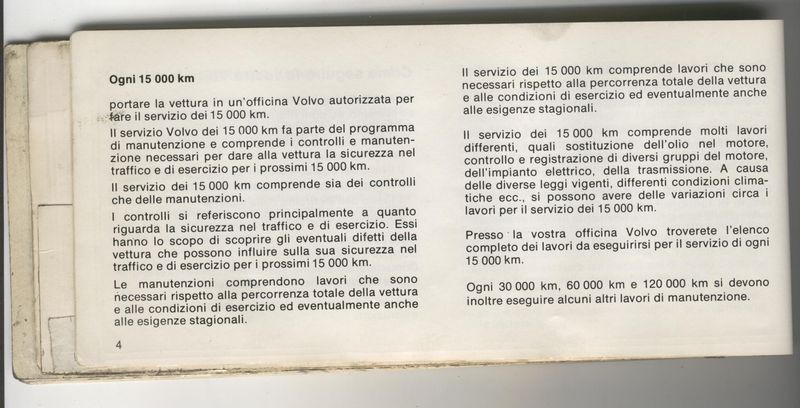 Ogni 15 000 km
portare la vettura in un'officina Volvo autorizzata per
fare il servizio dei 15 000 km.
Il servizio Volvo dei 15 000 km fa parte del programma
di manutenzione e comprende i controlli e manuten-
zione necessari per dare alla vettura la sicurezza nel
traffico e di esercizio per i prossimi 15 000 km.
Il servizio dei 15 000 km comprende sia dei controlli
che delle manutenzioni.
I controlli si referiscono principalmente a quanto
riguarda la sicurezza nel traffico e di esercizio. Essi
hanno lo scopo di scoprire gli eventuali difetti della
vettura che possono influire sulla sua sicurezza nel
traffico e di esercizio per i prossimi 15 000 km.
Le manutenzioni comprendono lavori che sono
necessari rispetto alla percorrenza totale della vettura
e alle condizioni di esercizio ed eventualmente anche
alle esigenze stagionali.
4
Il servizio dei 15 000 km comprende lavori che sono
necessari rispetto alla percorrenza totale della vettura
e alle condizioni di esercizio ed eventualmente anche
alle esigenze stagionali.
Il servizio dei 15 000 km comprende molti lavori
differenti, quali sostituzione dell'olio nel motore,
controllo e registrazione di diversi gruppi del motore,
dell'impianto elettrico, della trasmissione. A causa
delle diverse leggi vigenti, differenti condizioni clima-
tiche ecc., si possono avere delle variazioni circa i
lavori per il servizio dei 15 000 km.
Presso la vostra officina Volvo troverete l'elenco
completo dei lavori da eseguirsi per il servizio di ogni
15 000 km.
Ogni 30 000 km, 60 000 km e 120 000 km si devono
inoltre eseguire alcuni altri lavori di manutenzione.